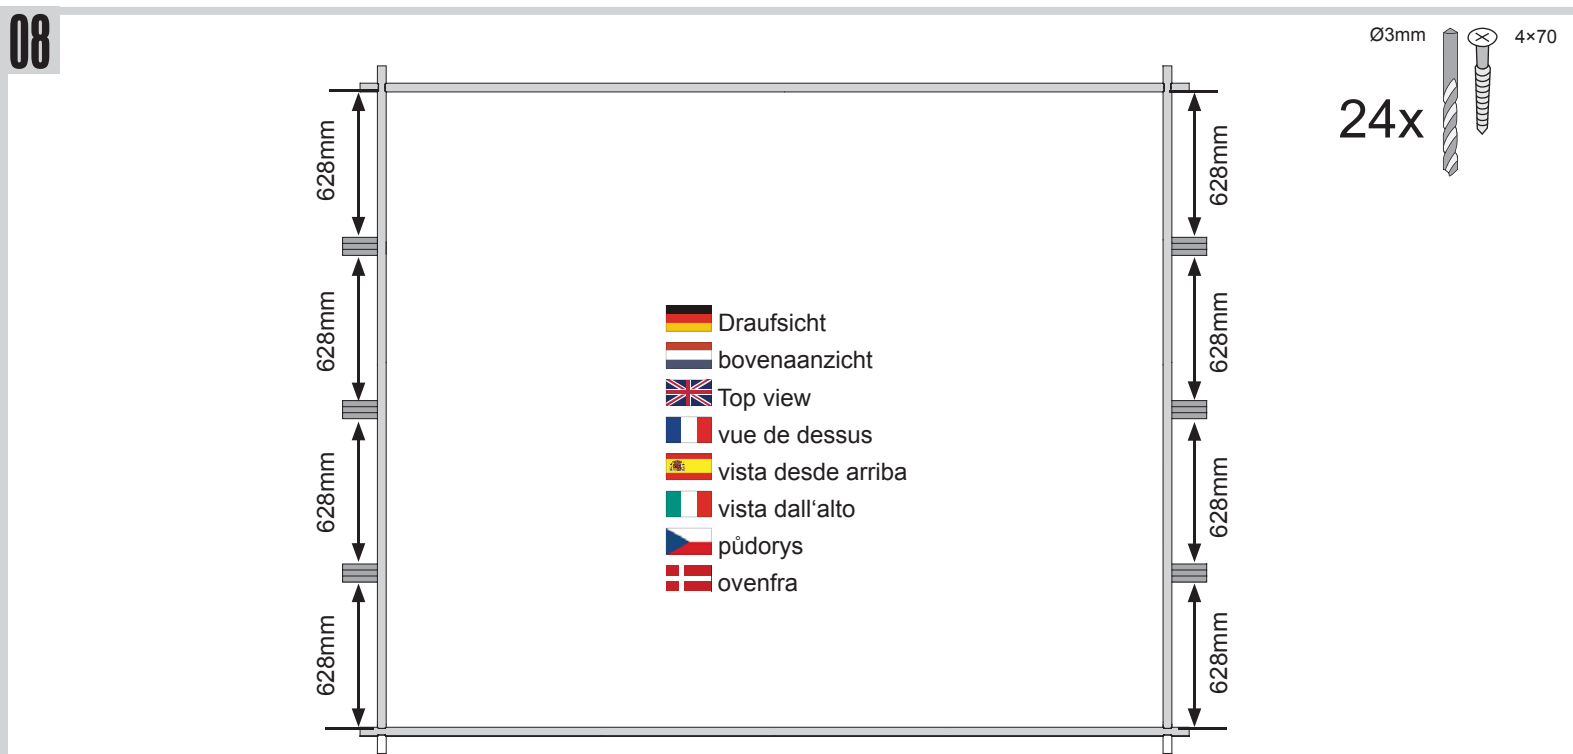 08
Ø3mm
4×70
24x
628mm
628mm
628mm
628mm
628mm
628mm
628mm
628mm
Draufsicht
bovenaanzicht
Top view
vue de dessus
vista desde arriba
vista dall‘alto
půdorys
ovenfra